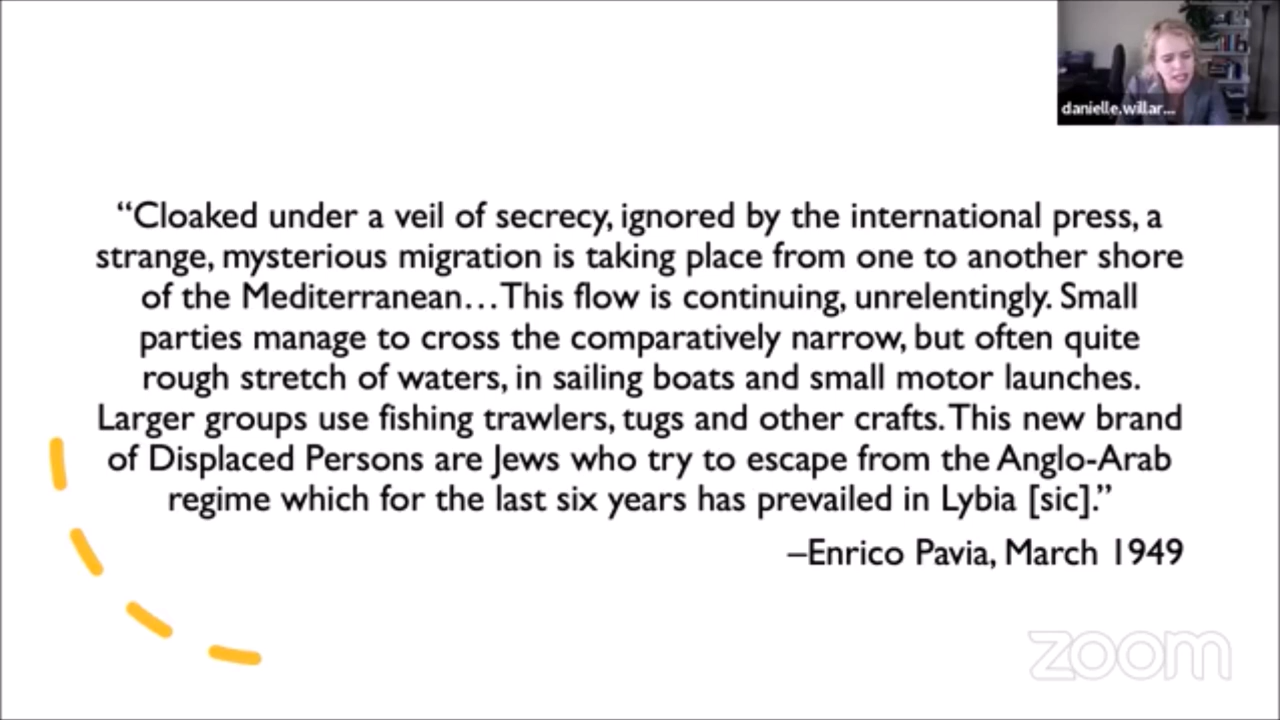 danielle.willar...
“Cloaked under a veil of secrecy, ignored by the international press, a
strange, mysterious migration is taking place from one to another shore
of the Mediterranean…This flow is continuing, unrelentingly. Small
parties manage to cross the comparatively narrow, but often quite
rough stretch of waters, in sailing boats and small motor launches.
Larger groups use fishing trawlers, tugs and other crafts. This new brand
of Displaced Persons are Jews who try to escape from the Anglo-Arab
regime which for the last six years has prevailed in Lybia [sic].”
–Enrico Pavia, March 1949
zoom